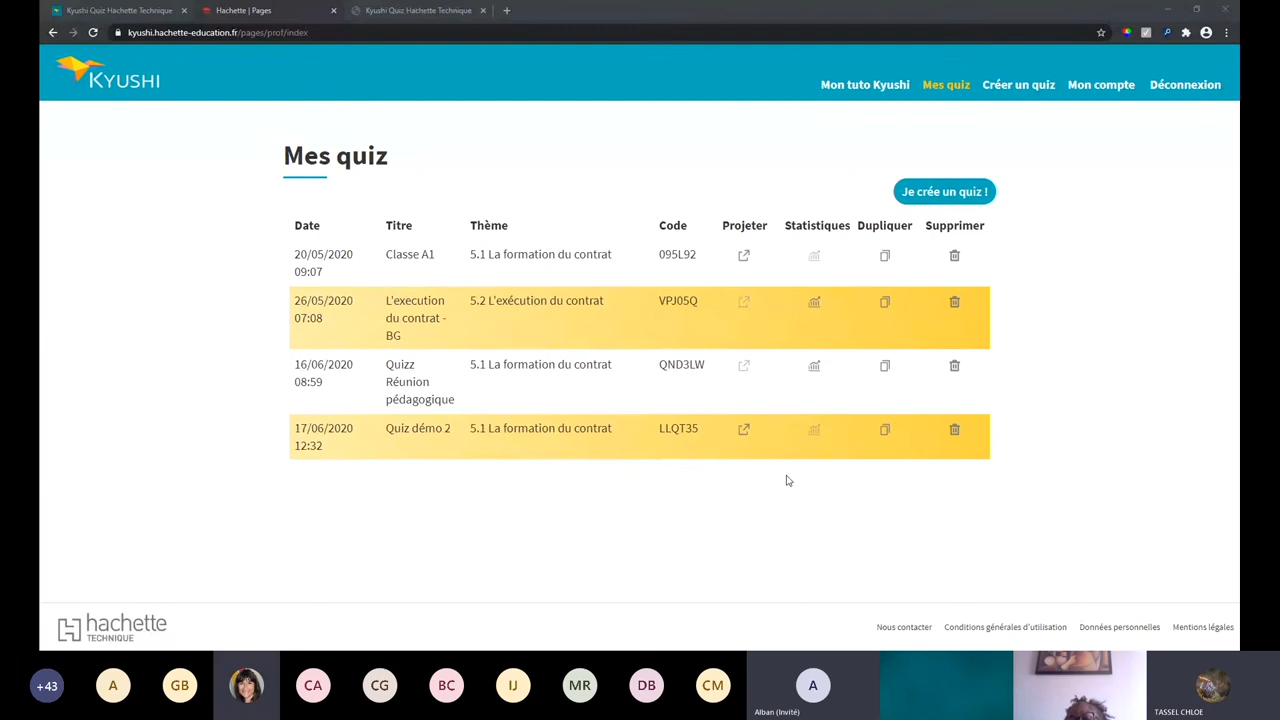 Kyushi Quiz Hachette Technique
Hachette | Pages
Kyushi Quiz Hachette Technique
kyushi.hachette-education.fr/pages/prof/index
KYUSHI
Mon tuto Kyushi Mes quiz Créer un quiz Mon compte Déconnexion
Mes quiz
Je crée un quiz !
Date Titre Thème Code Projeter Statistiques Dupliquer Supprimer
20/05/2020 Classe A1 5.1 La formation du contrat 095L92
09:07
26/05/2020 L'execution 5.2 L'exécution du contrat VPJ05Q
07:08 du contrat -
BG
16/06/2020 Quizz 5.1 La formation du contrat QND3LW
08:59 Réunion
pédagogique
17/06/2020 Quiz démo 2 5.1 La formation du contrat LLQT35
12:32
hachette
TECHNIQUE
Nous contacter Conditions générales d'utilisation Données personnelles Mentions légales
+43 A GB CA CG BC IJ MR DB CM A
Alban (Invité) TASSEL CHLOE